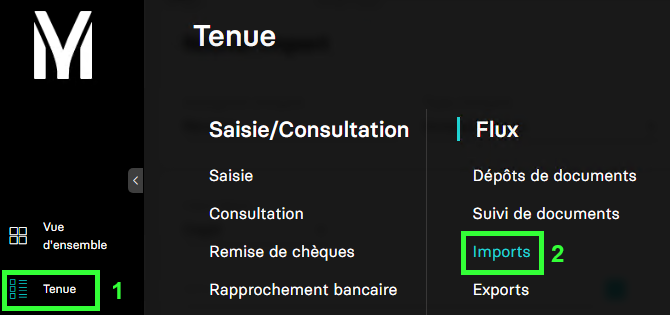 Tenue
Saisie/Consultation
Flux
Saisie
Dépôts de documents
Consultation
Suivi de documents
Vue
d'ensemble
Remise de chèques
Imports 2
Tenue 1
Rapprochement bancaire
Exports